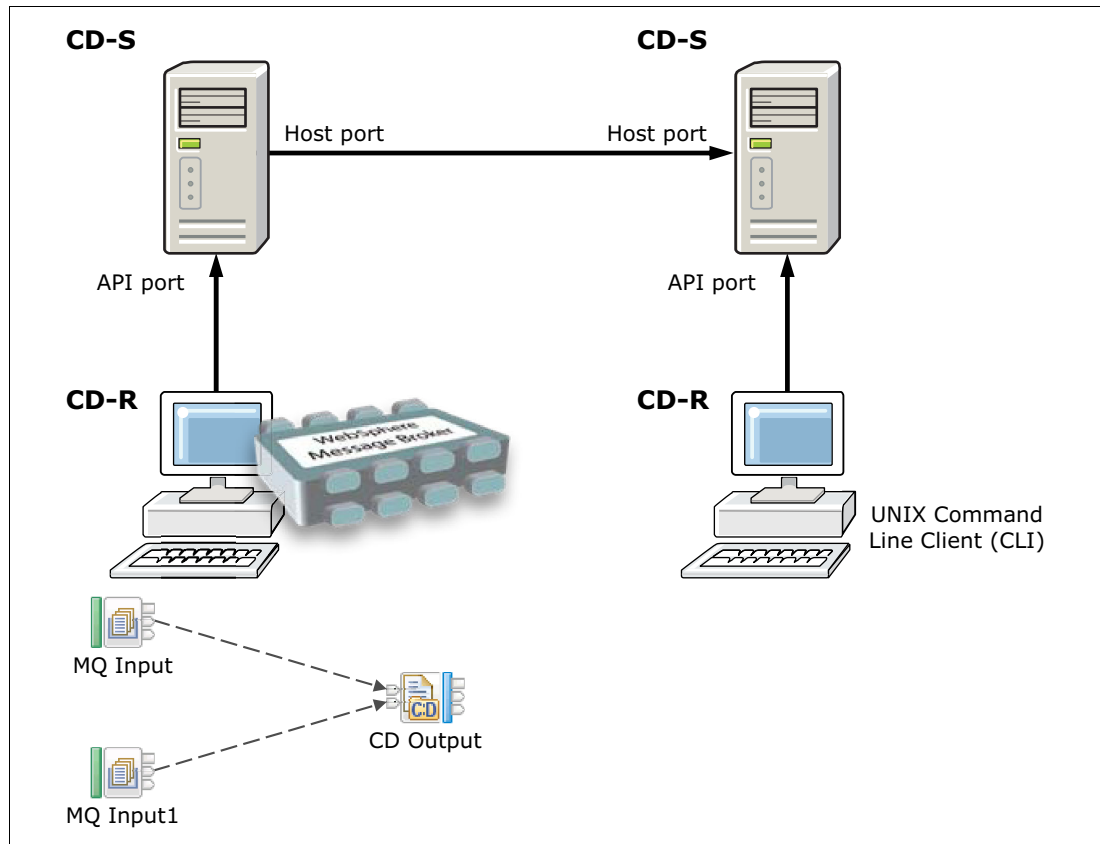 CD-S
CD-S
Host port
Host port
API port
API port
CD-R
CD-R
WebSphere
Message Broker
UNIX Command
Line Client (CLI)
MQ Input
CD
CD Output
MQ Input1